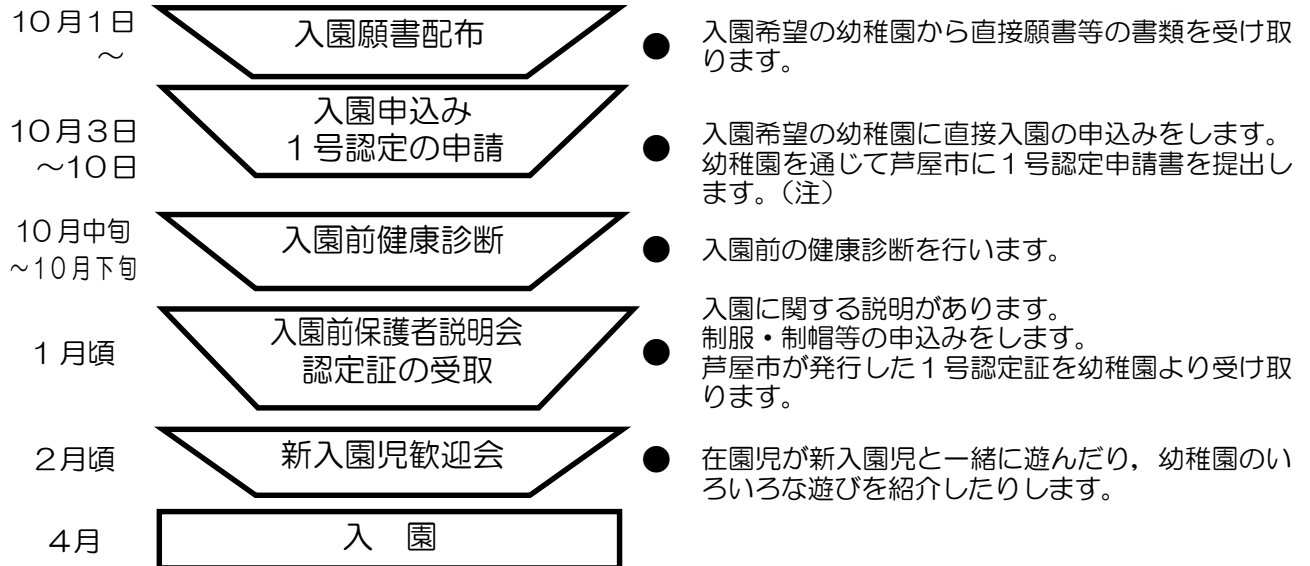 10月1日
~
入園願書配布
● 入園希望の幼稚園から直接願書等の書類を受け取
ります。
10月3日
~10日
入園申込み
1号認定の申請
● 入園希望の幼稚園に直接入園の申込みをします。
幼稚園を通じて芦屋市に1号認定申請書を提出し
ます。(注)
10月中旬
~10月下旬
入園前健康診断
● 入園前の健康診断を行います。
1月頃
入園前保護者説明会
認定証の受取
● 入園に関する説明があります。
制服・制帽等の申込みをします。
芦屋市が発行した1号認定証を幼稚園より受け取
ります。
2月頃
新入園児歓迎会
● 在園児が新入園児と一緒に遊んだり,幼稚園のい
ろいろな遊びを紹介したりします。
4月
入 園